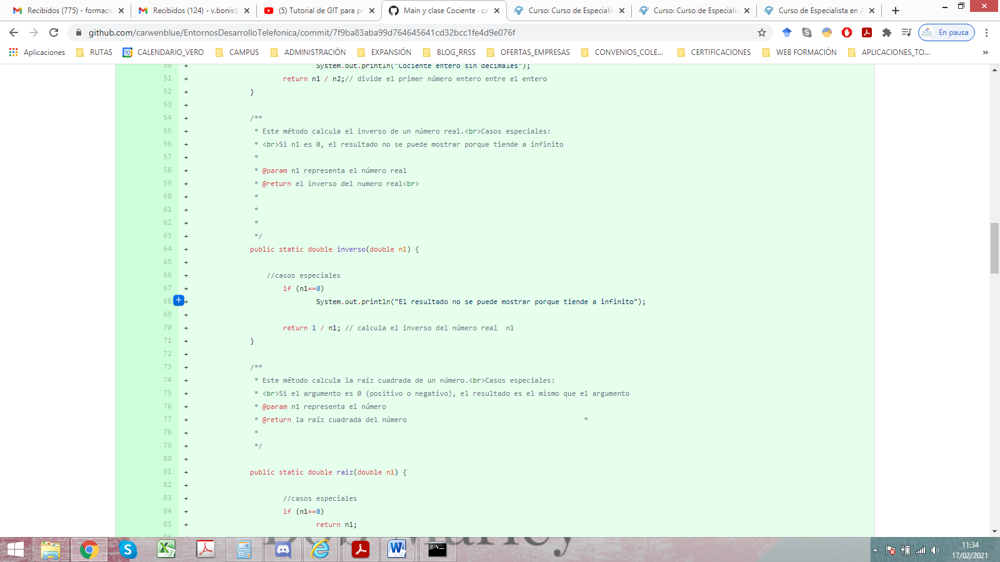 Recibidos (775) - formacio
Recibidos (124) - v.bonis@
(5) Tutorial de GIT para pr
Main y clase Cociente · ca
Curso: Curso de Especialis
Curso: Curso de Especialis
Curso de Especialista en A
github.com/carwenblue/EntornosDesarrolloTelefonica/commit/7f9ba83aba99d764645641cd32bcc1fe4d9e076f
En pausa
Aplicaciones
RUTAS
10
CALENDARIO_VERO
CAMPUS
ADMINISTRACIÓN
EXPANSIÓN
BLOG_RRSS
OFERTAS_EMPRESAS
CONVENIOS_COLE...
CERTIFICACIONES
WEB FORMACIÓN
APLICACIONES_TO...
»
50 + System.out.println("Cociente entero sin decimales");
51 + return n1 / n2;// divide el primer número entero entre el entero
52 + }
53 +
54 + /**
55 + * Este método calcula el inverso de un número real.<br>Casos especiales:
56 + * <br>Si n1 es 0, el resultado no se puede mostrar porque tiende a infinito
57 + *
58 + * @param n1 representa el número real
59 + * @return el inverso del numero real<br>
60 + *
61 + *
62 + *
63 + */
64 + public static double inverso(double n1) {
65 +
66 + //casos especiales
67 + if (n1==0)
68 + System.out.println("El resultado no se puede mostrar porque tiende a infinito");
69 +
70 + return 1 / n1; // calcula el inverso del número real  n1
71 + }
72 +
73 + /**
74 + * Este método calcula la raíz cuadrada de un número.<br>Casos especiales:
75 + * <br>Si el argumento es 0 (positivo o negativo), el resultado es el mismo que el argumento
76 + * @param n1 representa el número
77 + * @return la raíz cuadrada del número *
78 + *
79 + */
80 +
81 + public static double raiz(double n1) {
82 +
83 + //casos especiales
84 + if (n1==0)
85 + return n1;
86
Bob Marley
C:\
11:34
17/02/2021